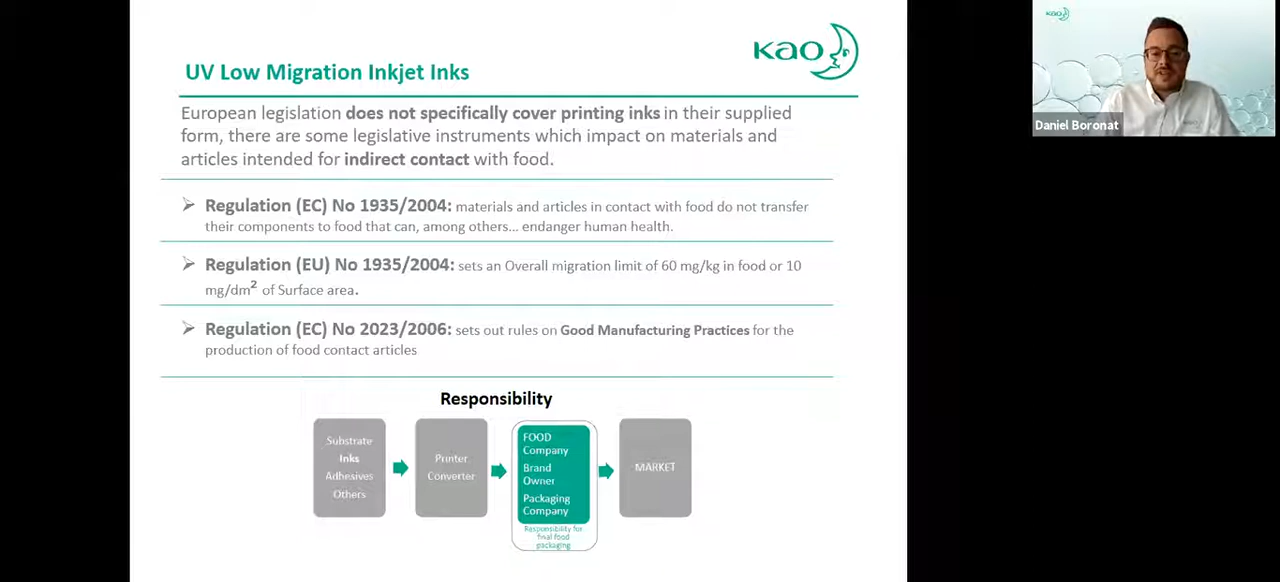 UV Low Migration Inkjet Inks
Kao
European legislation does not specifically cover printing inks in their supplied
form, there are some legislative instruments which impact on materials and
articles intended for indirect contact with food.
➢ Regulation (EC) No 1935/2004: materials and articles in contact with food do not transfer
their components to food that can, among others... endanger human health.
➢ Regulation (EU) No 1935/2004: sets an Overall migration limit of 60 mg/kg in food or 10
mg/dm² of Surface area.
➢ Regulation (EC) No 2023/2006: sets out rules on Good Manufacturing Practices for the
production of food contact articles
Responsibility
Substrate
Inks
Adhesives
Others
Printer
Converter
FOOD
Company
Brand
Owner
Packaging
Company
Responsibility for
final food
packaging
MARKET
Kao
Daniel Boronat